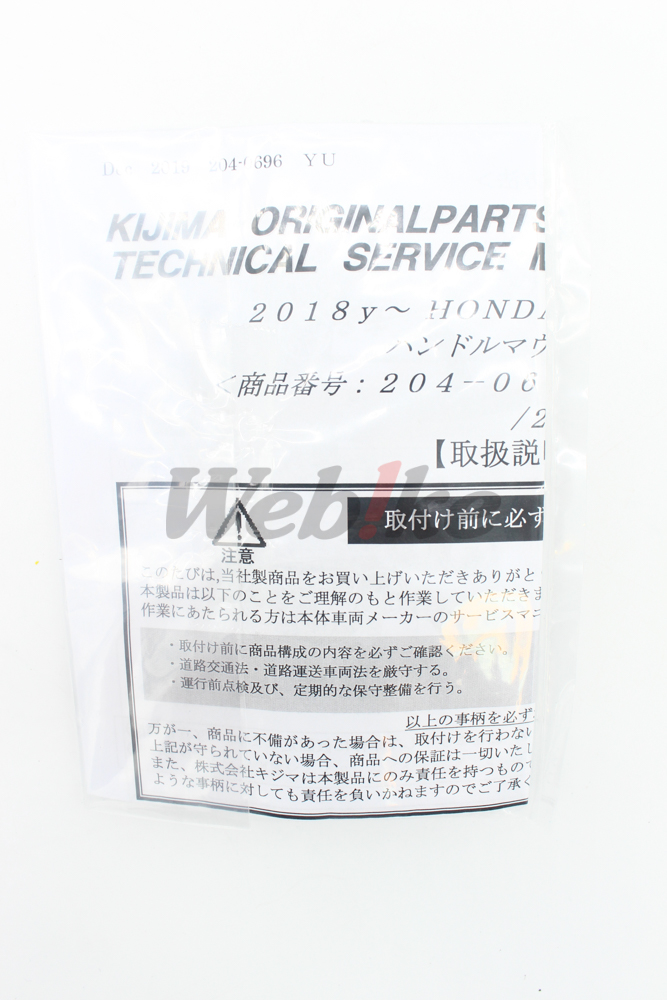 2019 204-0696 YU
KIJIMA ORIGINALPARTS
TECHNICAL SERVICE M
2018y～ HONDA
ハンドルマウ
＜商品番号：204--06
/2
【取扱説明
Webike
取付け前に必ず
注意
このたびは,当社製商品をお買い上げいただきありがと
本製品は以下のことをご理解のもと作業していただきま
作業にあたられる方は本体車両メーカーのサービスマニ
・取付け前に商品構成の内容を必ずご確認ください。
・道路交通法・道路運送車両法を厳守する。
・運行前点検及び、定期的な保守整備を行う。
以上の事柄を必ず
万が一、商品に不備があった場合は、取付けを行わない
上記が守られていない場合、商品への保証は一切いたし
また、株式会社キジマは本製品にのみ責任を持つもので
ような事柄に対しても責任を負いかねますのでご了承く